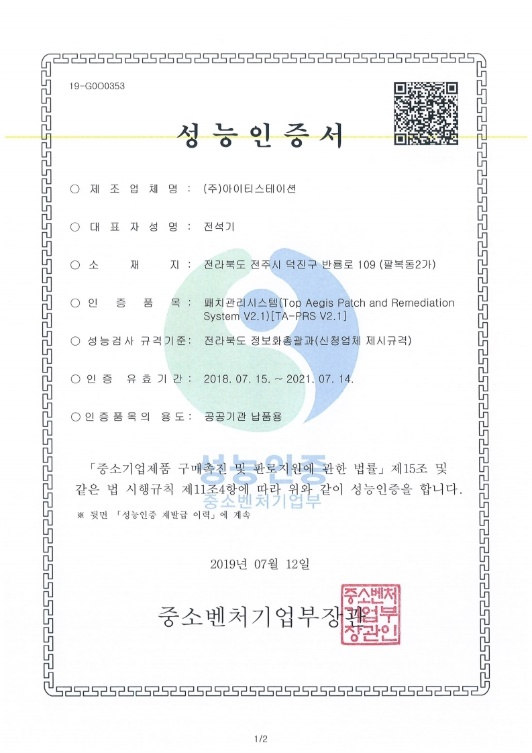 19-G0O0353
성능인증서
○ 제 조 업 체 명 : (주)아이티스테이션
○ 대 표 자 성 명 : 전석기
○ 소 재 지 : 전라북도 전주시 덕진구 반룡로 109 (팔복동2가)
○ 인 증 품 목 : 패치관리시스템(Top Aegis Patch and Remediation
System V2.1)[TA-PRS V2.1]
○ 성능검사 규격기준: 전라북도 정보화총괄과(신청업체 제시규격)
○ 인 증 유 효 기 간 : 2018. 07. 15. ~ 2021. 07. 14.
○ 인증품목의 용도: 공공기관 납품용
성능인증
「중소기업제품 구매촉진 및 판로지원에 관한 법률」제15조 및
같은 법 시행규칙 제11조4항에 따라 위와 같이 성능인증을 합니다.
중소벤처기업부
※ 뒷면 「성능인증 재발급 이력」에 계속
2019년 07월 12일
중소벤처기업부장관
중소벤처
기업부
장관인
1/2